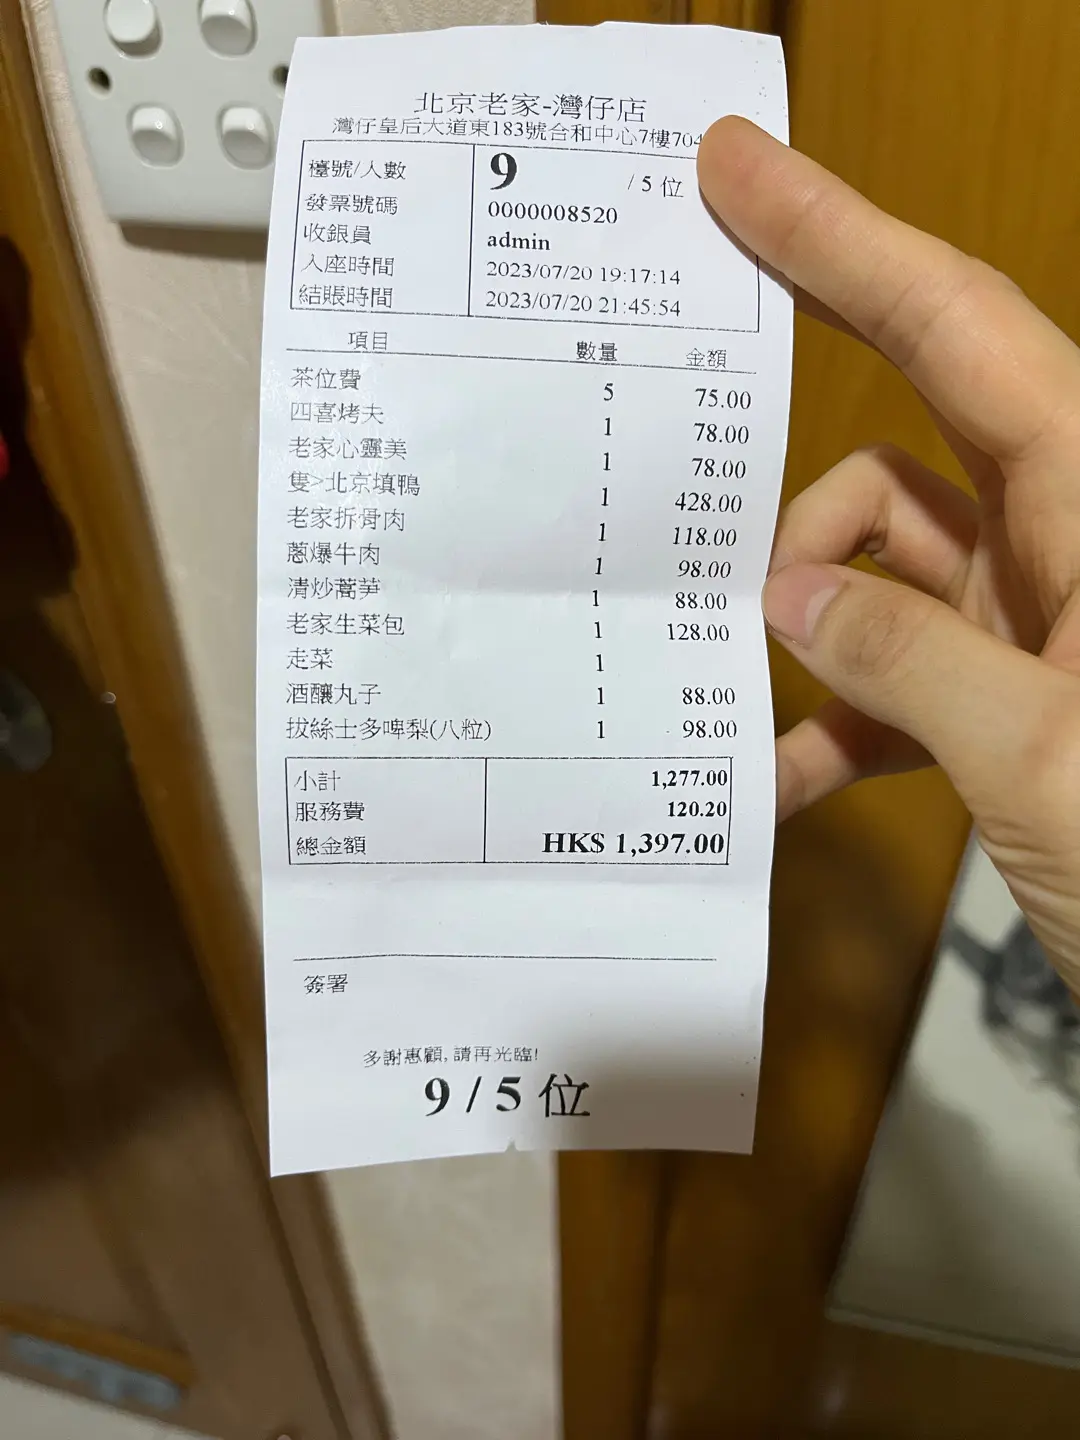 北京老家-灣仔店
灣仔皇后大道東183號合和中心7樓704
檯號/人數 9 / 5 位
發票號碼 0000008520
收銀員 admin
入座時間 2023/07/20 19:17:14
結賬時間 2023/07/20 21:45:54
項目 數量 金額
茶位費 5 75.00
四喜烤夫 1 78.00
老家心靈美 1 78.00
隻>北京填鴨 1 428.00
老家拆骨肉 1 118.00
蔥爆牛肉 1 98.00
清炒蒿笋 1 88.00
老家生菜包 1 128.00
走菜 1
酒釀丸子 1 88.00
拔絲士多啤梨(八粒) 1 98.00
小計 1,277.00
服務費 120.20
總金額 HK$ 1,397.00
簽署
多謝惠顧, 請再光臨!
9 / 5 位